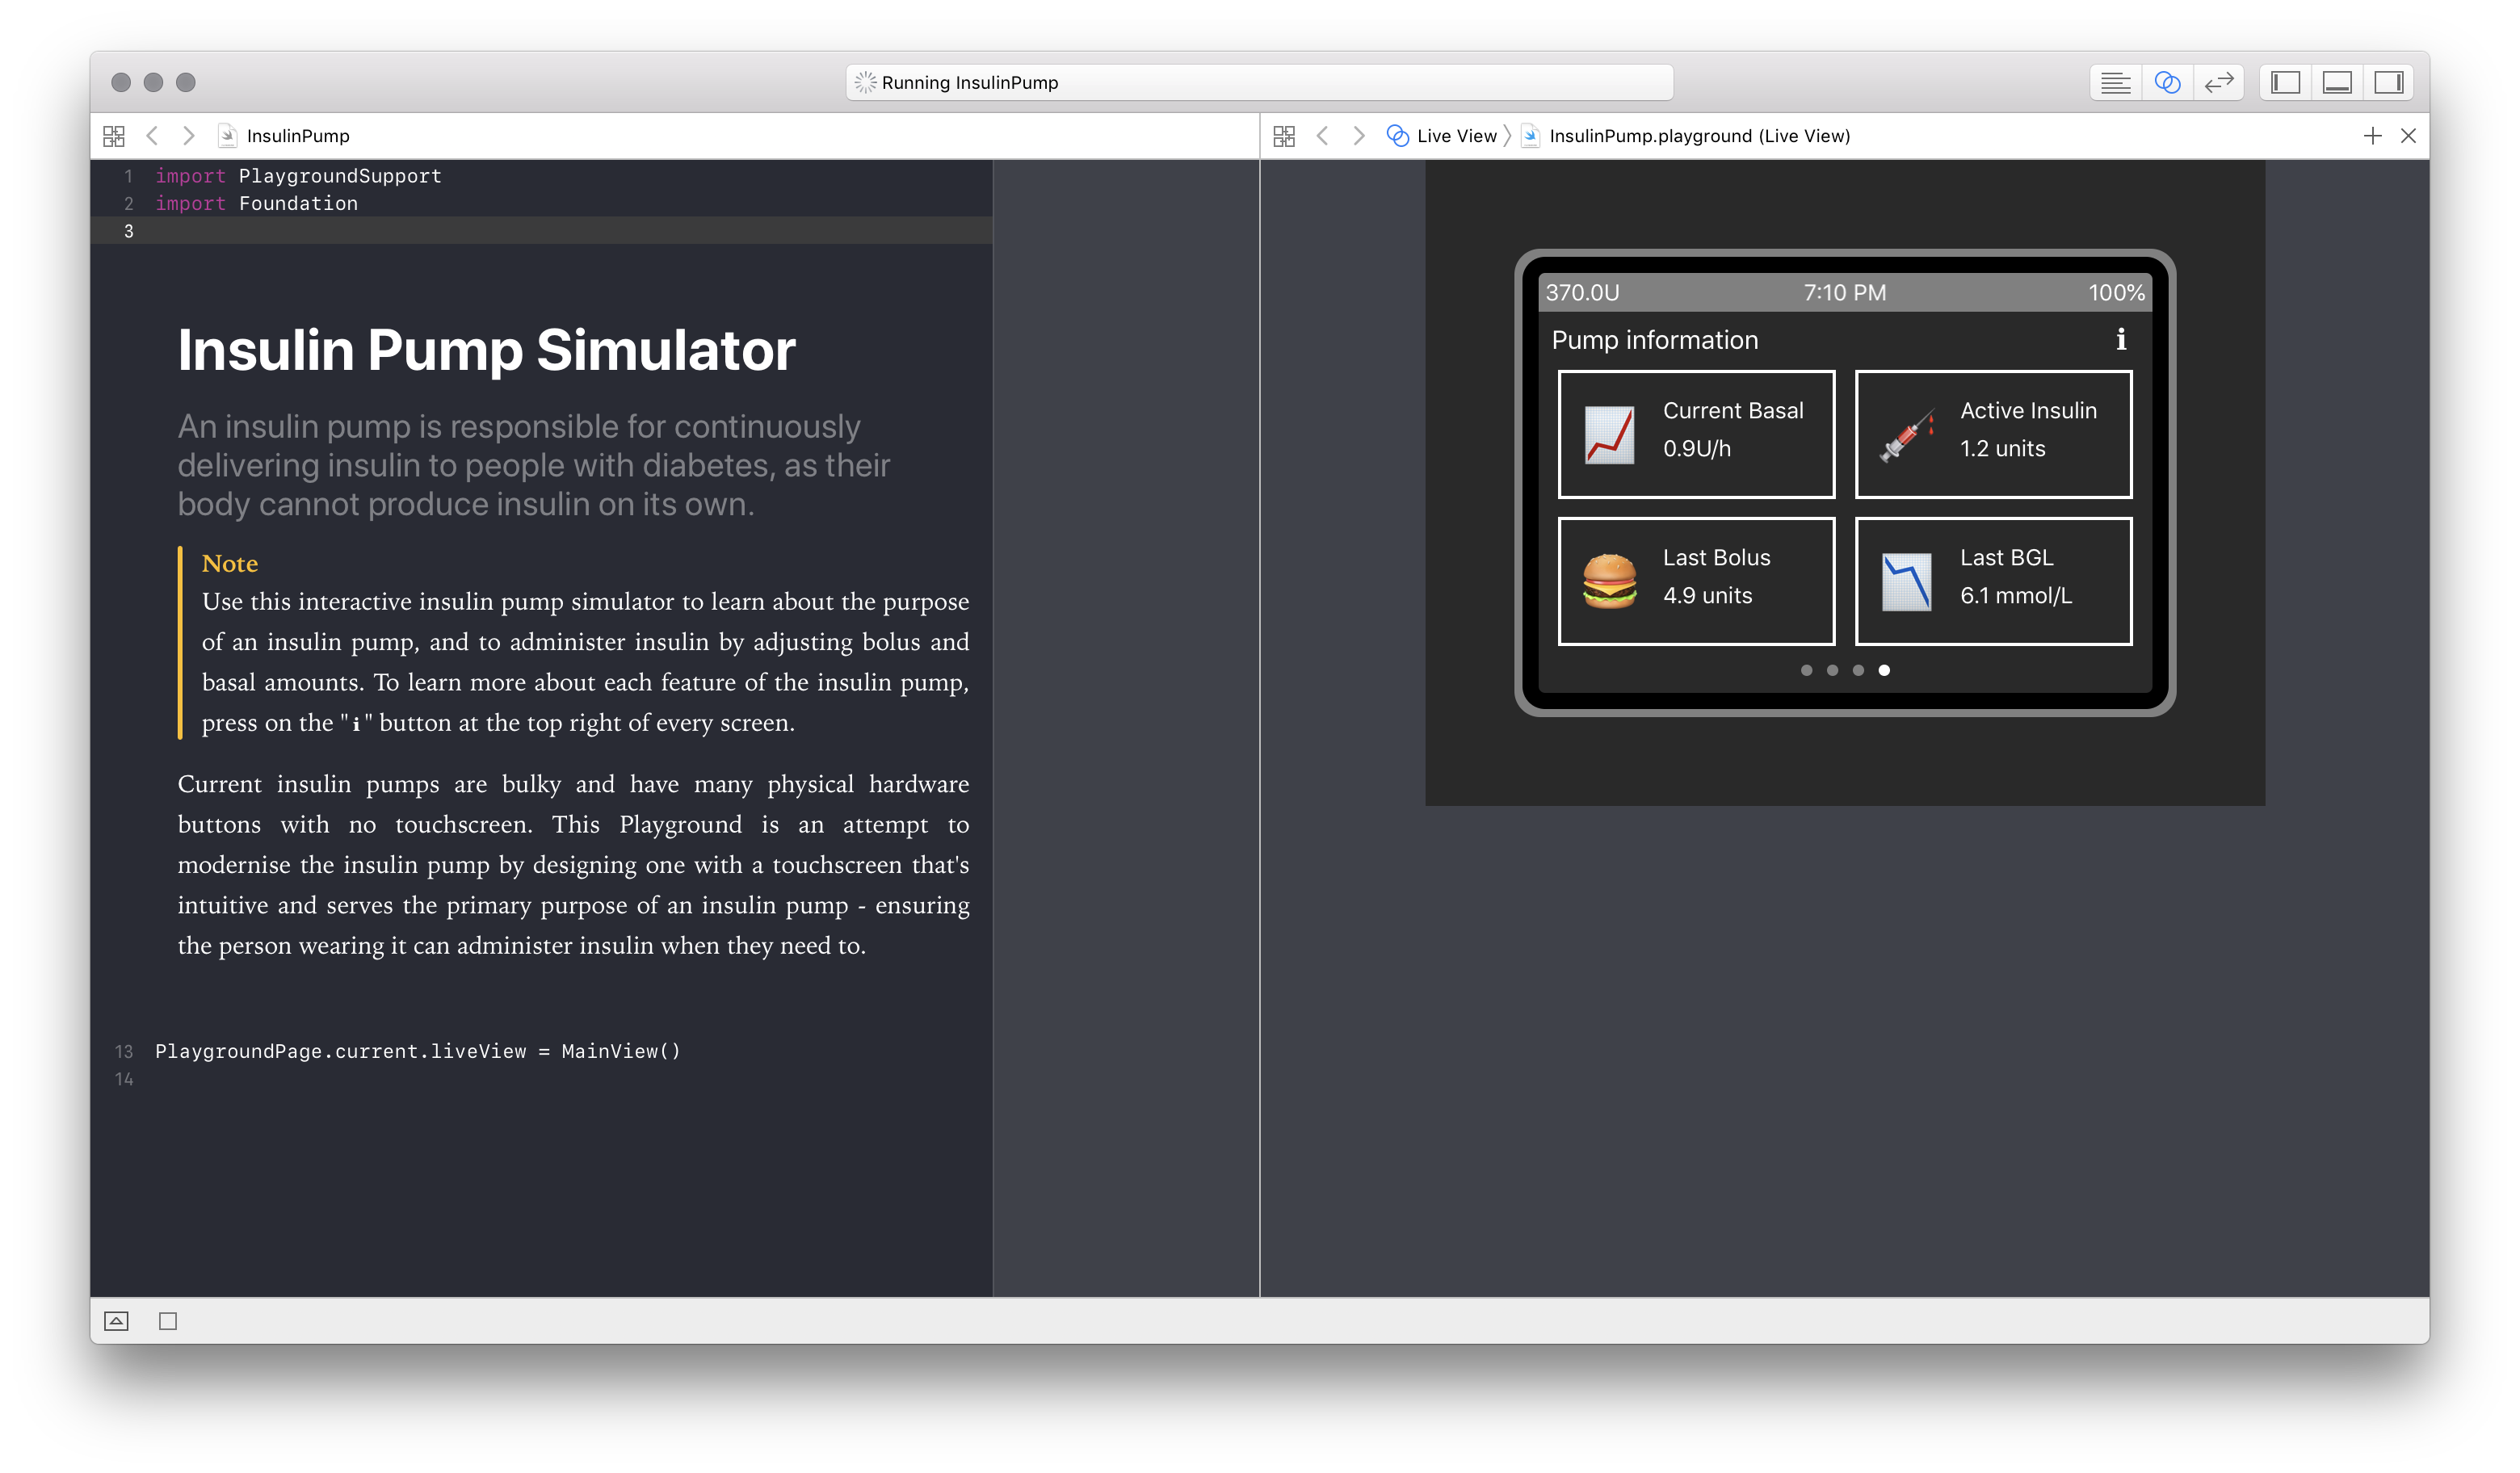 Running InsulinPump
InsulinPump
Live View
InsulinPump.playground (Live View)
1 import PlaygroundSupport
2 import Foundation
3
Insulin Pump Simulator
An insulin pump is responsible for continuously
delivering insulin to people with diabetes, as their
body cannot produce insulin on its own.
Note
Use this interactive insulin pump simulator to learn about the purpose
of an insulin pump, and to administer insulin by adjusting bolus and
basal amounts. To learn more about each feature of the insulin pump,
press on the "i" button at the top right of every screen.
Current insulin pumps are bulky and have many physical hardware
buttons with no touchscreen. This Playground is an attempt to
modernise the insulin pump by designing one with a touchscreen that's
intuitive and serves the primary purpose of an insulin pump - ensuring
the person wearing it can administer insulin when they need to.
13 PlaygroundPage.current.liveView = MainView()
14
370.0U 7:10 PM 100%
Pump information i
Current Basal
0.9U/h
Active Insulin
1.2 units
Last Bolus
4.9 units
Last BGL
6.1 mmol/L